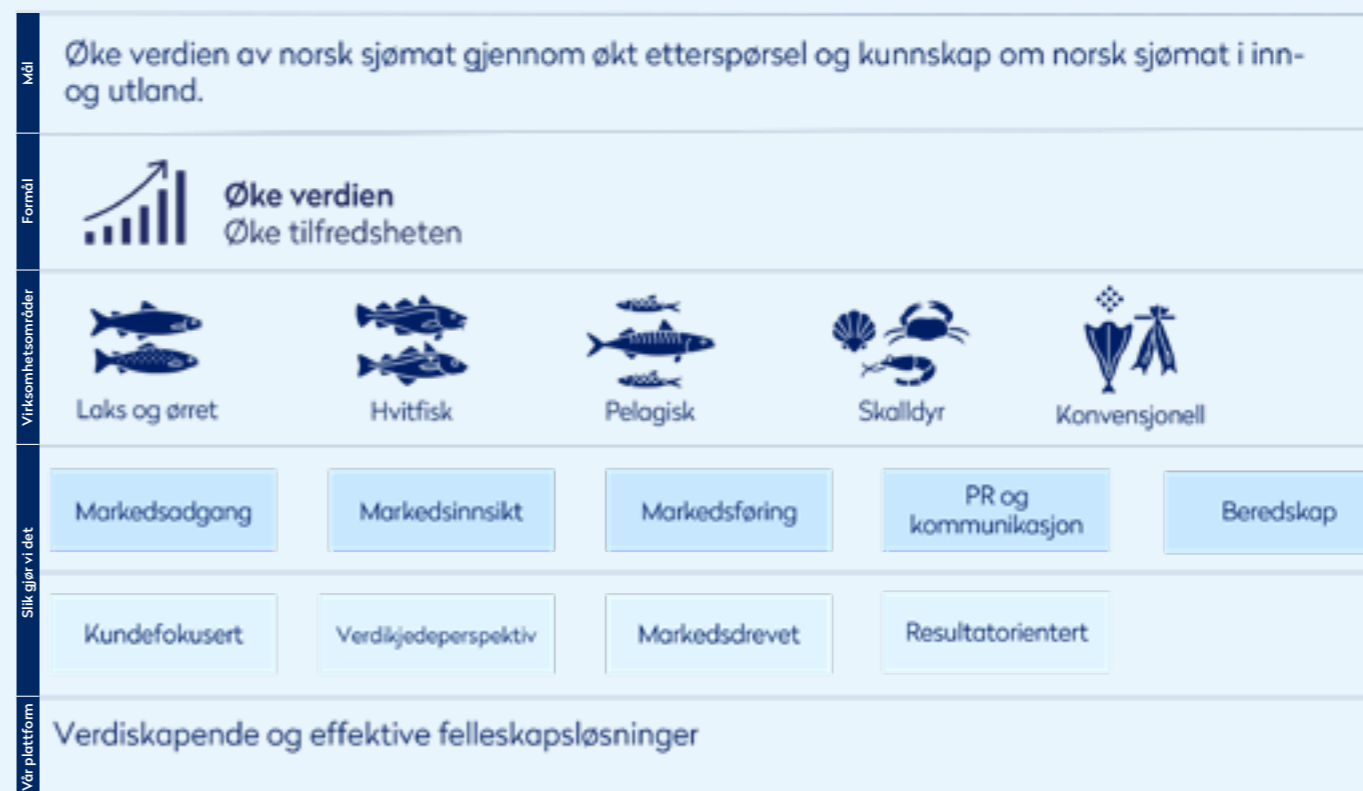 Mål
Øke verdien av norsk sjømat gjennom økt etterspørsel og kunnskap om norsk sjømat i inn-
og utland.
Formål
Øke verdien
Øke tilfredsheten
Virksomhetsområder
Laks og ørret
Hvitfisk
Pelagisk
Skalldyr
Konvensjonell
Slik gjør vi det
Markedsadgang
Markedsinnsikt
Markedsføring
PR og
kommunikasjon
Beredskap
Kundefokusert
Verdikjedeperspektiv
Markedsdrevet
Resultatorientert
Vår plattform
Verdiskapende og effektive felleskapsløsninger